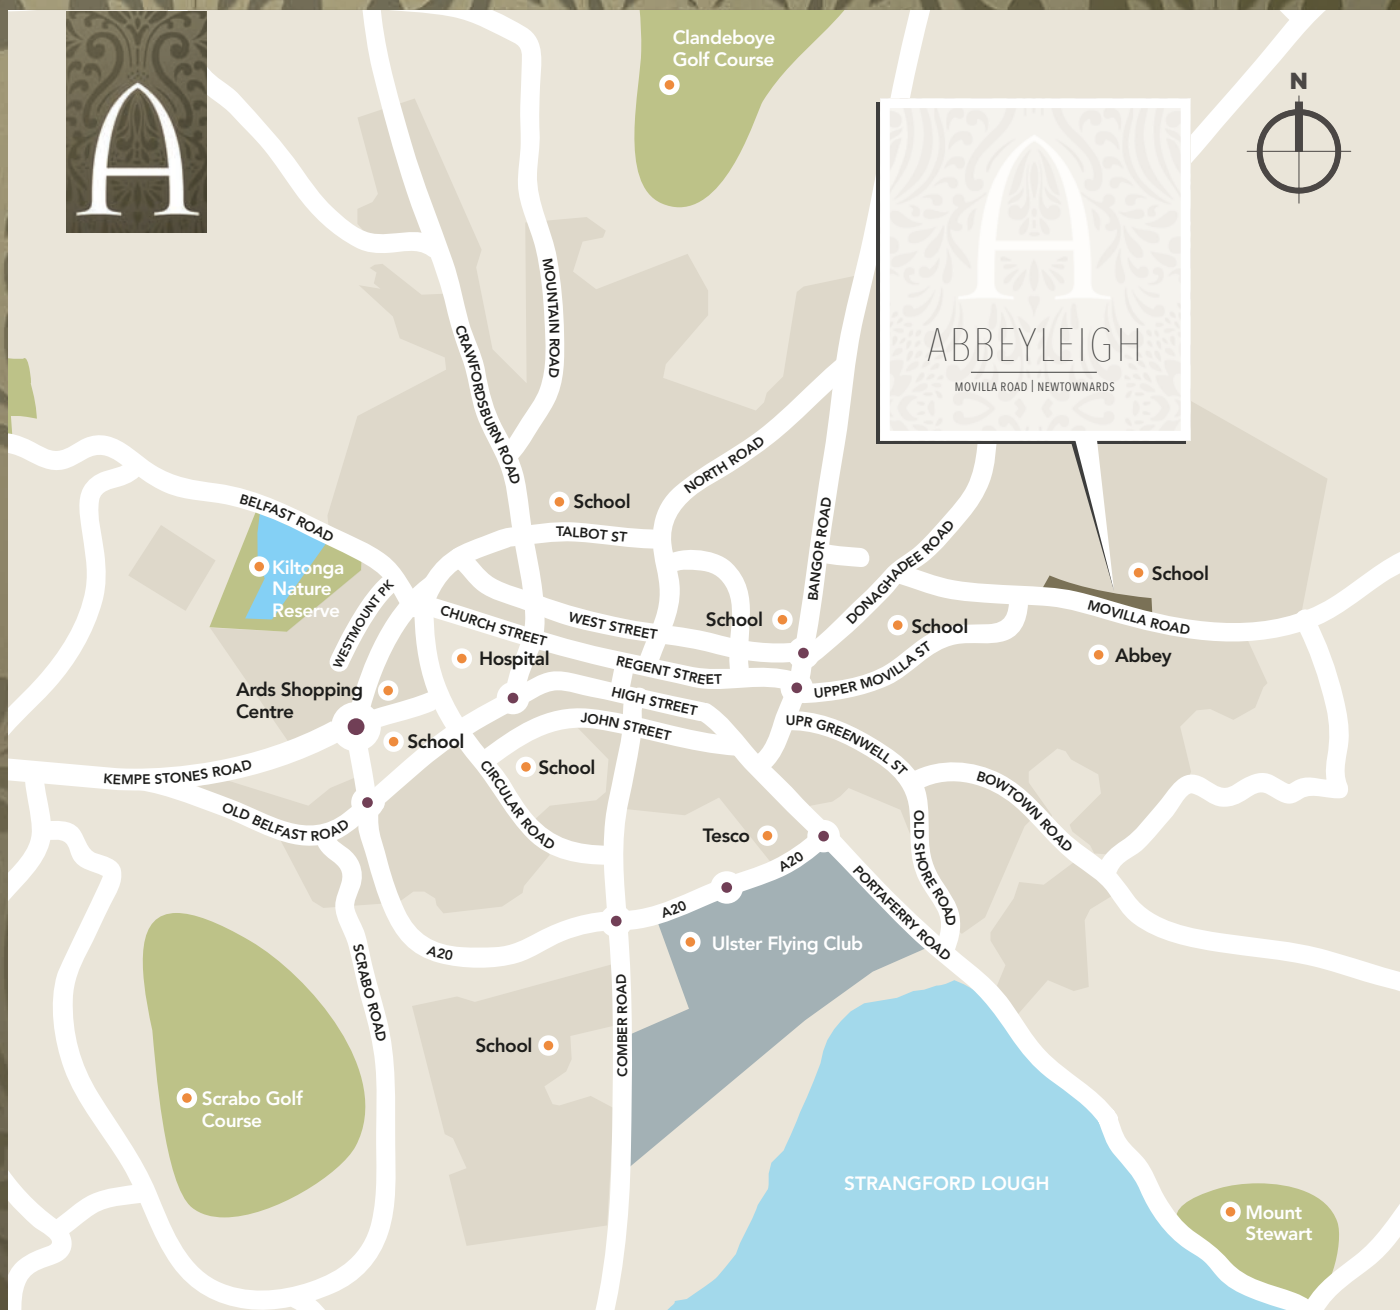 A
Clandeboye
Golf Course
N
A
ABBEYLEIGH
MOVILLA ROAD | NEWTOWNARDS
MOUNTAIN ROAD
CRAWFORDSBURN ROAD
NORTH ROAD
BELFAST ROAD
School
TALBOT ST
BANGOR ROAD
DONAGHADEE ROAD
Kiltonga
Nature
Reserve
School
WESTMOUNT PK
CHURCH STREET
WEST STREET
School
School
MOVILLA ROAD
Hospital
REGENT STREET
UPPER MOVILLA ST
Abbey
Ards Shopping
Centre
HIGH STREET
JOHN STREET
UPR GREENWELL ST
School
School
KEMPE STONES ROAD
CIRCULAR ROAD
BOWTOWN ROAD
OLD BELFAST ROAD
Tesco
A20
OLD SHORE ROAD
PORTAFERRY ROAD
A20
Ulster Flying Club
A20
SCRABO ROAD
COMBER ROAD
School
Scrabo Golf
Course
STRANGFORD LOUGH
Mount
Stewart